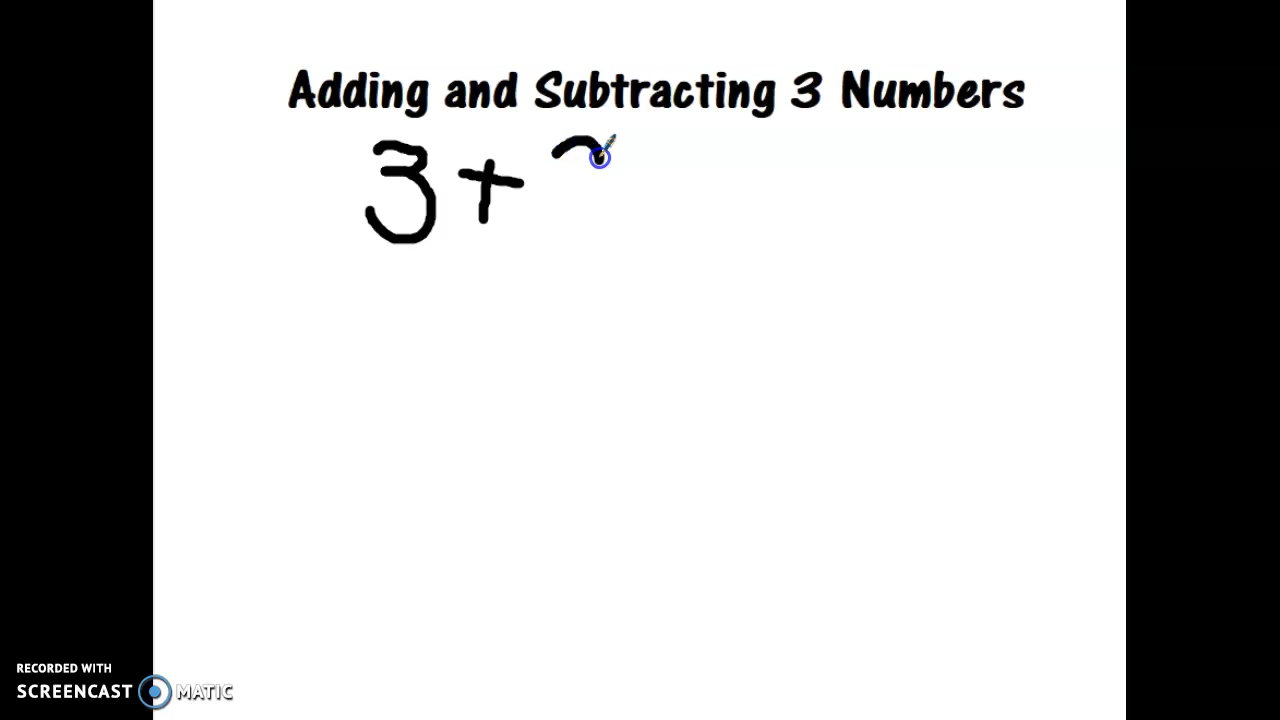 Adding and Subtracting 3 Numbers
3 +
RECORDED WITH
SCREENCAST MATIC